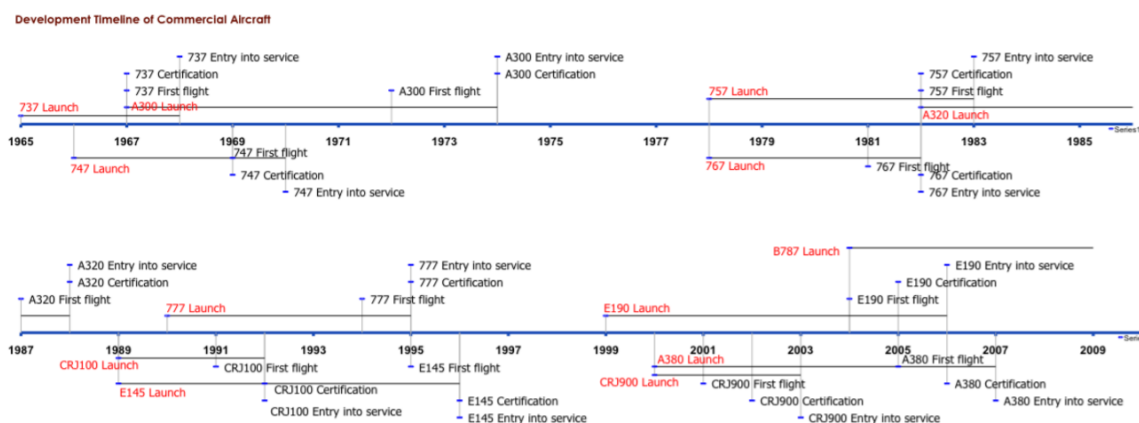 Development Timeline of Commercial Aircraft
737 Entry into service
A300 Entry into service
757 Entry into service
737 Certification
A300 Certification
757 Certification
737 First flight
A300 First flight
757 Launch
757 First flight
737 Launch
A300 Launch
A320 Launch
Series1
1965 1967 1969 1971 1973 1975 1977 1979 1981 1983 1985
747 First flight
747 Launch
767 Launch
767 First flight
747 Certification
767 Certification
747 Entry into service
767 Entry into service
B787 Launch
A320 Entry into service
777 Entry into service
E190 Entry into service
A320 Certification
777 Certification
E190 Certification
A320 First flight
777 Launch
777 First flight
E190 Launch
E190 First flight
Series
1987 1989 1991 1993 1995 1997 1999 2001 2003 2005 2007 2009
CRJ100 Launch
CRJ100 First flight
E145 First flight
A380 Launch
A380 First flight
CRJ900 Launch
CRJ900 First flight
E145 Launch
CRJ100 Certification
A380 Certification
CRJ100 Entry into service
E145 Certification
CRJ900 Certification
A380 Entry into service
E145 Entry into service
CRJ900 Entry into service